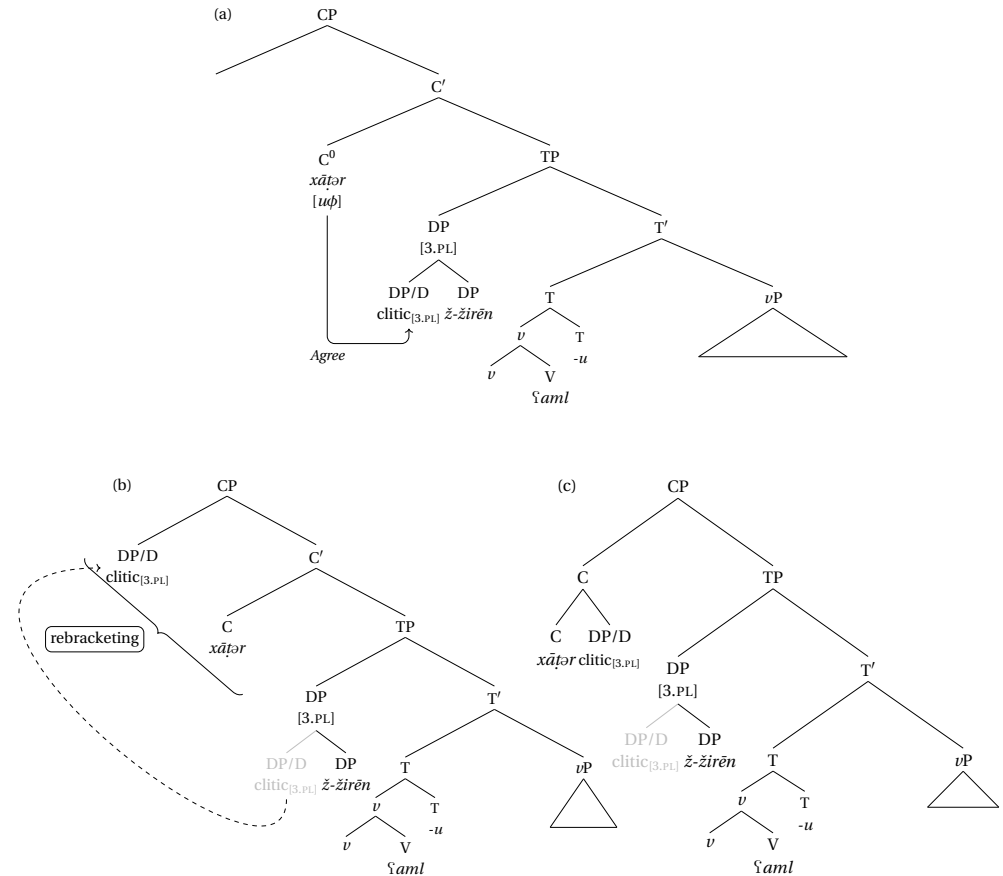 (a) CP
C′
C⁰ TP
xāṭər
[uϕ]
DP T′
[3.PL]
DP/D DP T vP
clitic[3.PL] ž-žirēn
v T
Agree -u
v V
ʕaml
(b) CP (c) CP
DP/D C′ C TP
clitic[3.PL]
rebracketing C TP C DP/D
xāṭər xāṭər clitic[3.PL]
DP T′ DP T′
[3.PL] [3.PL]
DP/D DP T vP DP/D DP T vP
clitic[3.PL] ž-žirēn clitic[3.PL] ž-žirēn
v T v T
-u -u
v V v V
ʕaml ʕaml